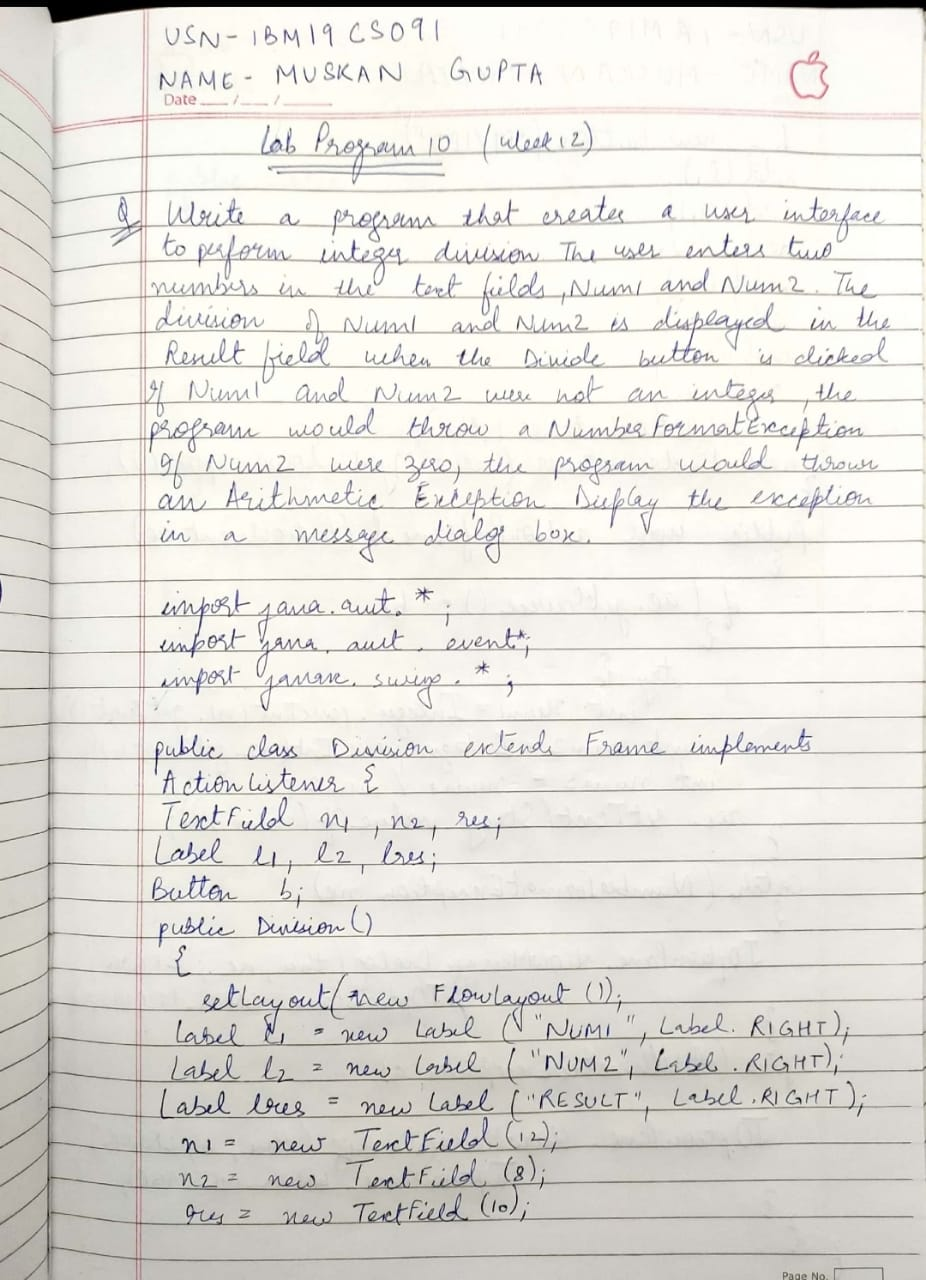 USN- 1BM19CS091
NAME - MUSKAN GUPTA
Date __/__/____
Lab Program 10 (Week 12)
Q Write a program that creates a user interface
to perform integer division The user enters two
numbers in the text fields, Num1 and Num2. The
division of Num1 and Num2 is displayed in the
Result field when the Divide button is clicked
If Num1 and Num2 were not an integer, the
program would throw a NumberFormatException
If Num2 were zero, the program would thrown
an Arithmetic Exception Display the exception
in a message dialog box.
import java.awt.*;
import java.awt.event*;
import javax.swing.*;
public class Division extends Frame implements
ActionListener {
TextField n1, n2, res;
Label l1, l2, lres;
Button b;
public Division()
{
setLayout(new FlowLayout ());
Label l1 = new Label ("NUM1", Label.RIGHT);
Label l2 = new Label ("NUM2", Label.RIGHT);
Label lres = new Label ("RESULT", Label.RIGHT);
n1 = new TextField (12);
n2 = new TextField (8);
res = new TextField (10);
Page No.